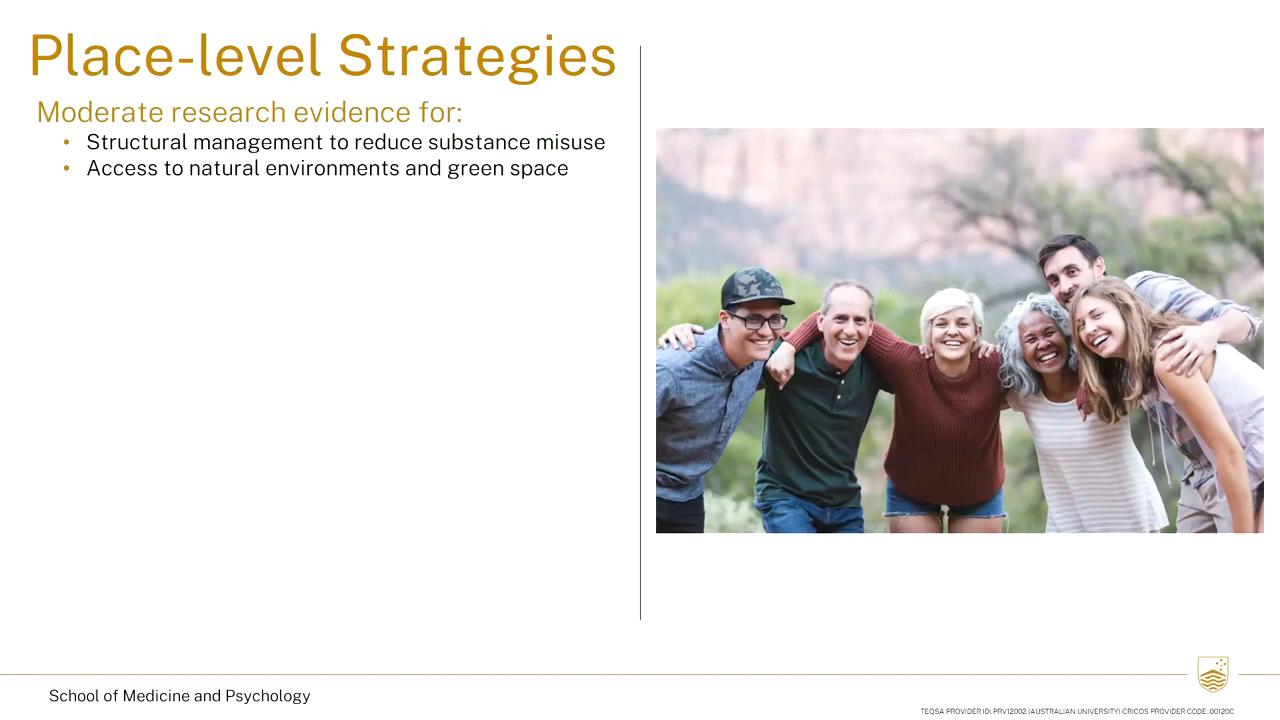 Place-level Strategies
Moderate research evidence for:
• Structural management to reduce substance misuse
• Access to natural environments and green space
School of Medicine and Psychology
TEQSA PROVIDER ID: PRV12002 (AUSTRALIAN UNIVERSITY) CRICOS PROVIDER CODE: 00120C